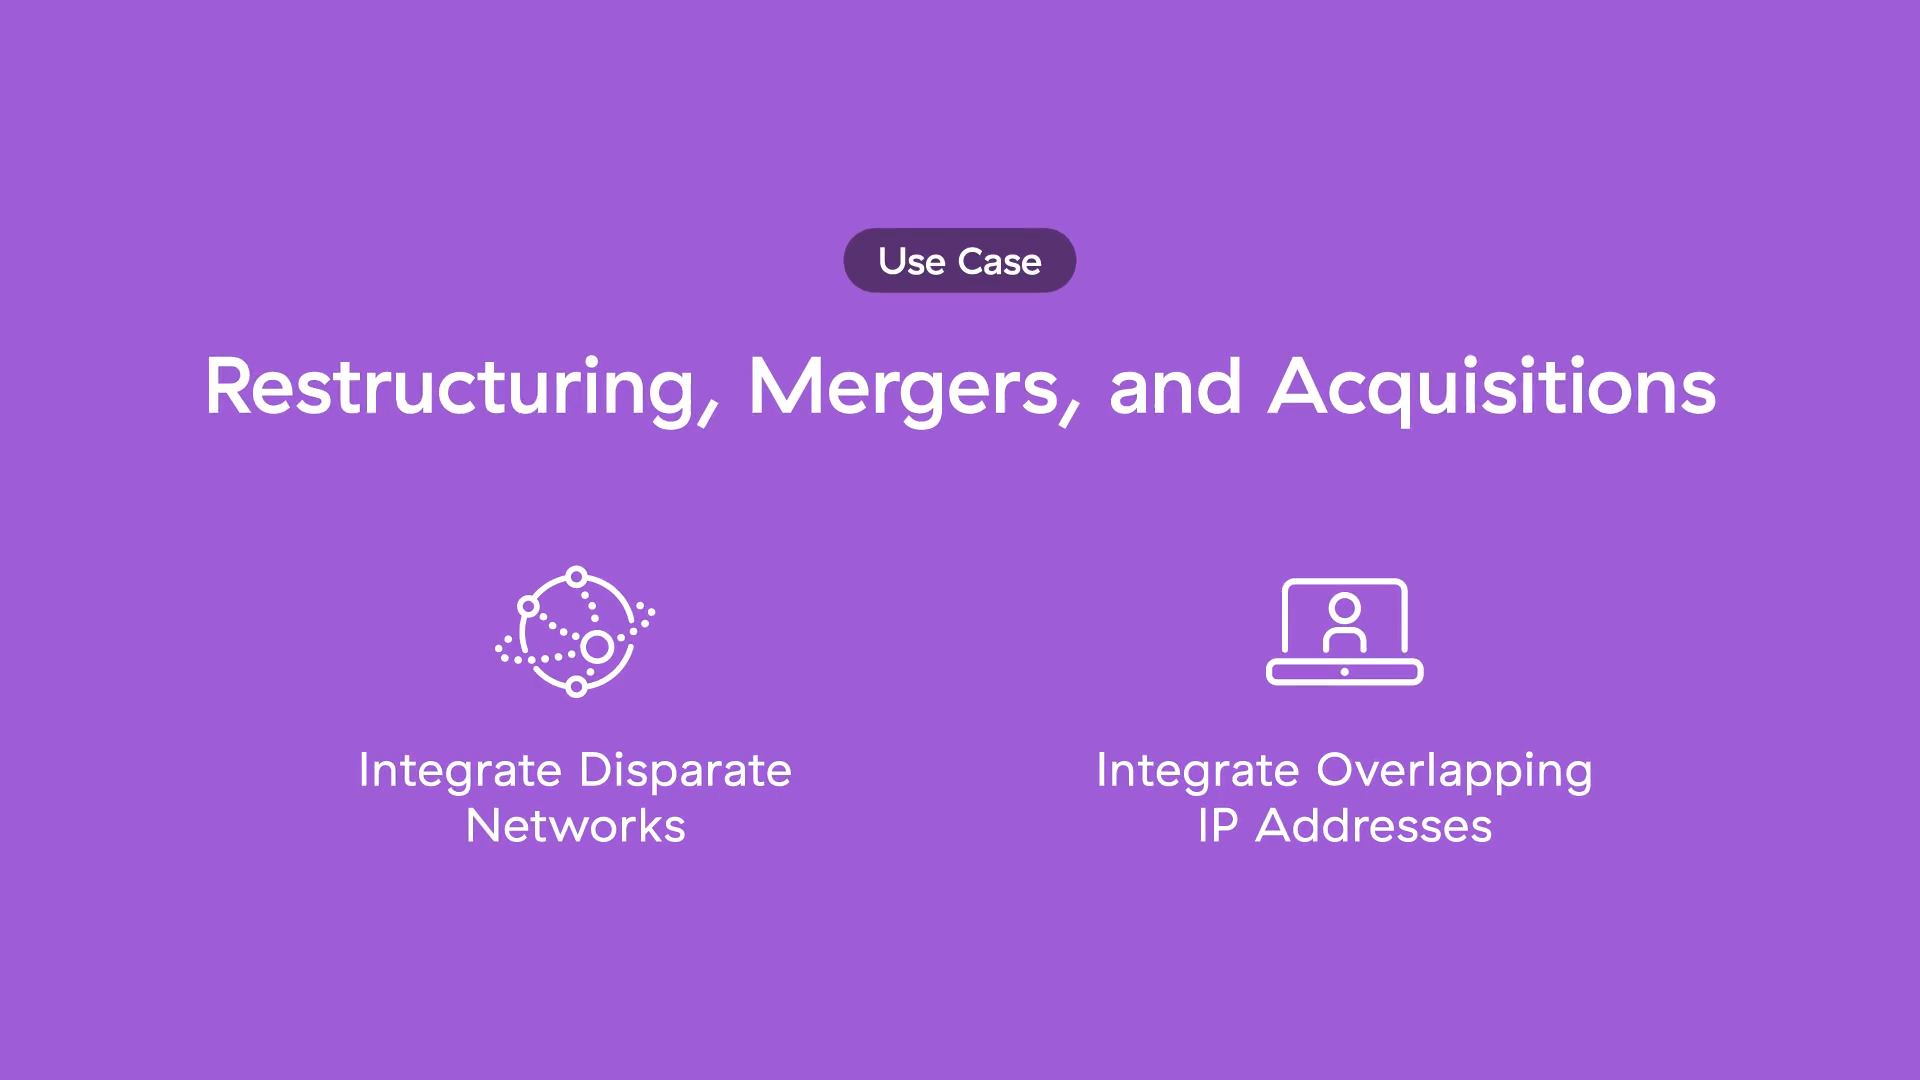 Use Case
Restructuring, Mergers, and Acquisitions
Integrate Disparate
Networks
Integrate Overlapping
IP Addresses